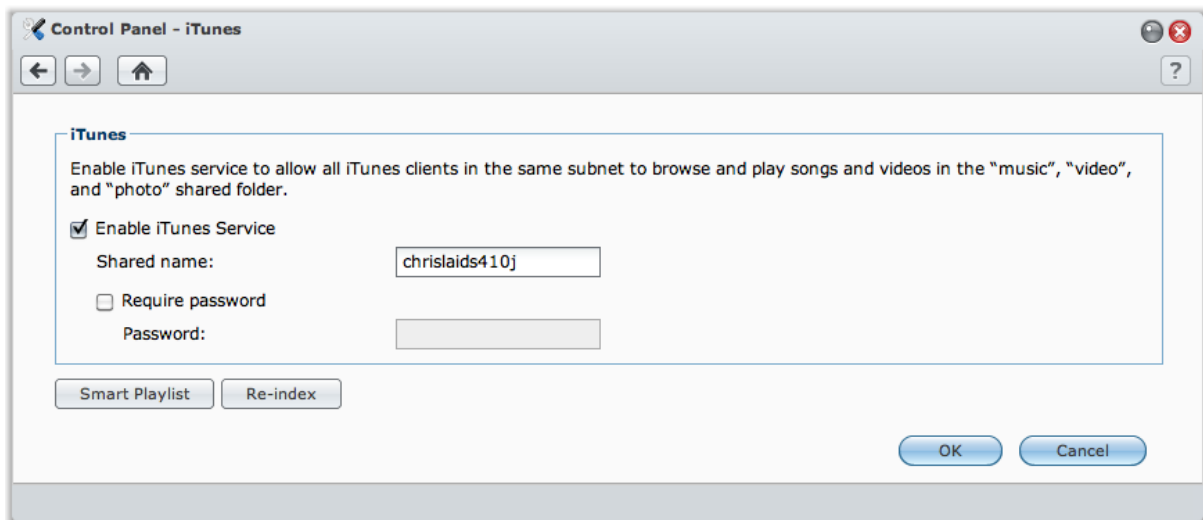 Control Panel - iTunes
?
iTunes
Enable iTunes service to allow all iTunes clients in the same subnet to browse and play songs and videos in the “music”, “video”,
and “photo” shared folder.
Enable iTunes Service
Shared name: chrislaids410j
Require password
Password:
Smart Playlist Re-index
OK Cancel